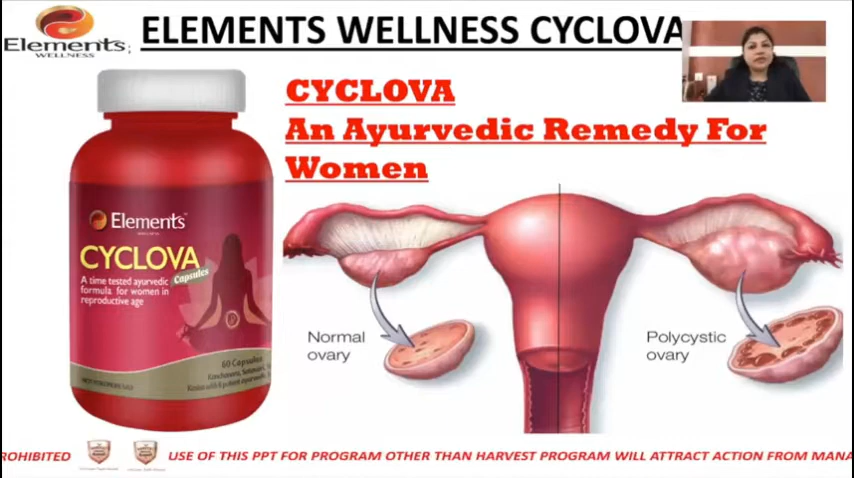 Elements;
WELLNESS
ELEMENTS WELLNESS CYCLOVA
CYCLOVA
An Ayurvedic Remedy For
Women
Elements
CYCLOVA
Capsules
A time tested ayurvedic
formula for women in
reproductive age
60 Capsules
Normal
ovary
Polycystic
ovary
ROHIBITED
USE OF THIS PPT FOR PROGRAM OTHER THAN HARVEST PROGRAM WILL ATTRACT ACTION FROM MANA